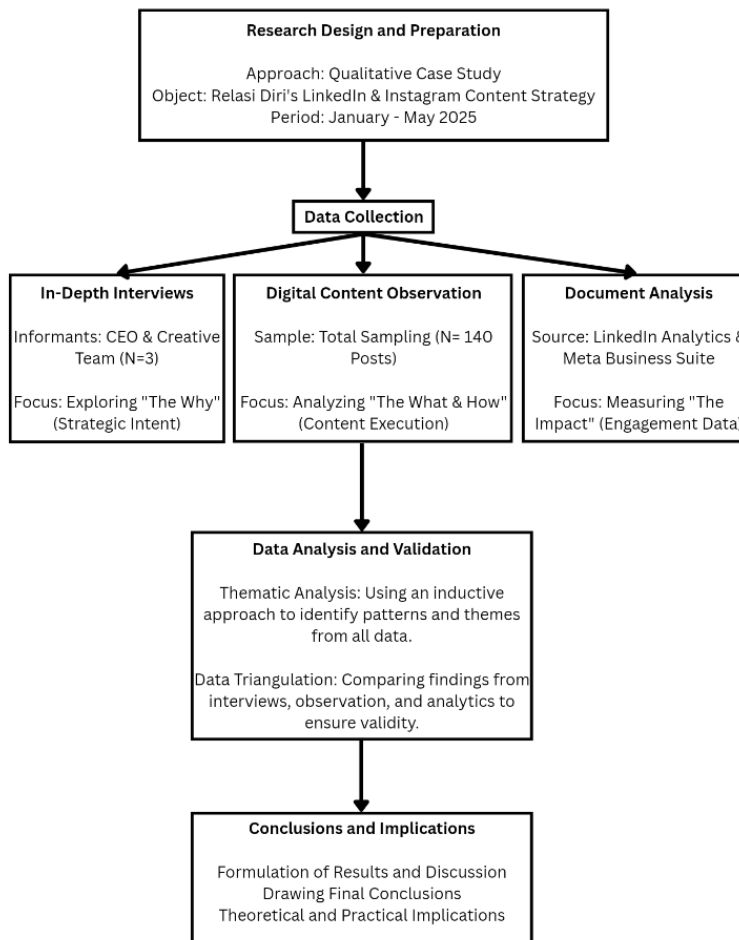 Research Design and Preparation
Approach: Qualitative Case Study
Object: Relasi Diri's LinkedIn & Instagram Content Strategy
Period: January - May 2025
Data Collection
In-Depth Interviews
Informants: CEO & Creative
Team (N=3)
Focus: Exploring "The Why"
(Strategic Intent)
Digital Content Observation
Sample: Total Sampling (N= 140
Posts)
Focus: Analyzing "The What & How"
(Content Execution)
Document Analysis
Source: LinkedIn Analytics &
Meta Business Suite
Focus: Measuring "The
Impact" (Engagement Data)
Data Analysis and Validation
Thematic Analysis: Using an inductive
approach to identify patterns and themes
from all data.
Data Triangulation: Comparing findings from
interviews, observation, and analytics to
ensure validity.
Conclusions and Implications
Formulation of Results and Discussion
Drawing Final Conclusions
Theoretical and Practical Implications